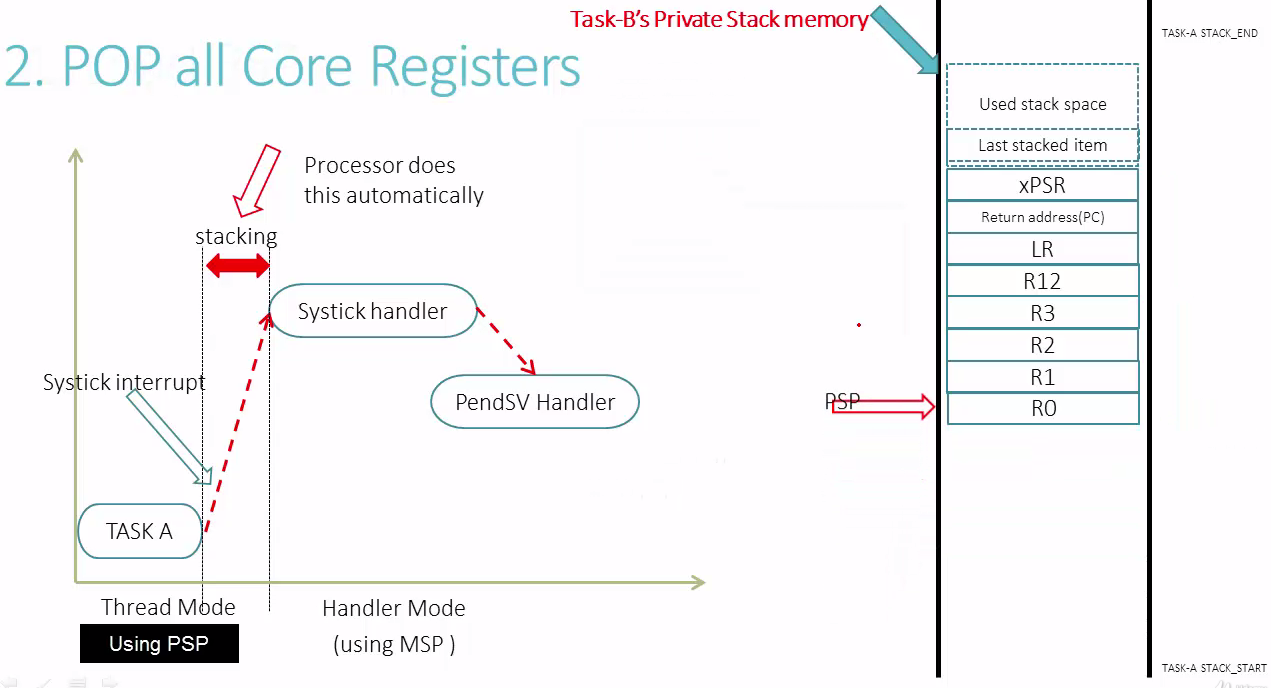 Task-B’s Private Stack memory
TASK-A STACK_END
2. POP all Core Registers
Used stack space
Last stacked item
Processor does
this automatically
xPSR
Return address(PC)
stacking
LR
R12
Systick handler
R3
R2
Systick interrupt
R1
PendSV Handler
PSP
R0
TASK A
Thread Mode
Handler Mode
Using PSP
(using MSP )
TASK-A STACK_START